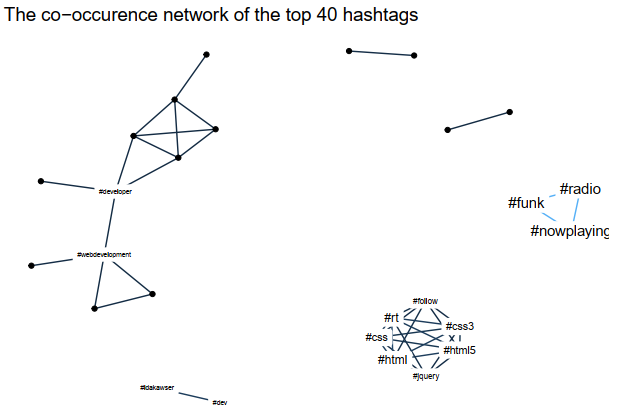 The co−occurence network of the top 40 hashtags
#developer
#radio
#funk
#nowplaying
#webdevelopment
#follow
#rt
#css3
#css
#html5
#html
#jquery
#idakawser
#dev